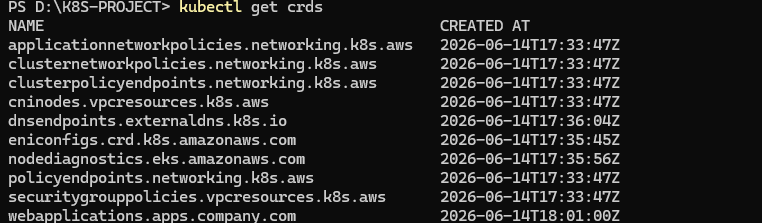 PS D:\K8S-PROJECT> kubectl get crds
NAME CREATED AT
applicationnetworkpolicies.networking.k8s.aws 2026-06-14T17:33:47Z
clusternetworkpolicies.networking.k8s.aws 2026-06-14T17:33:47Z
clusterpolicyendpoints.networking.k8s.aws 2026-06-14T17:33:47Z
cninodes.vpcresources.k8s.aws 2026-06-14T17:33:47Z
dnsendpoints.externaldns.k8s.io 2026-06-14T17:36:04Z
eniconfigs.crd.k8s.amazonaws.com 2026-06-14T17:35:45Z
nodediagnostics.eks.amazonaws.com 2026-06-14T17:35:56Z
policyendpoints.networking.k8s.aws 2026-06-14T17:33:47Z
securitygrouppolicies.vpcresources.k8s.aws 2026-06-14T17:33:47Z
webapplications.apps.company.com 2026-06-14T18:01:00Z